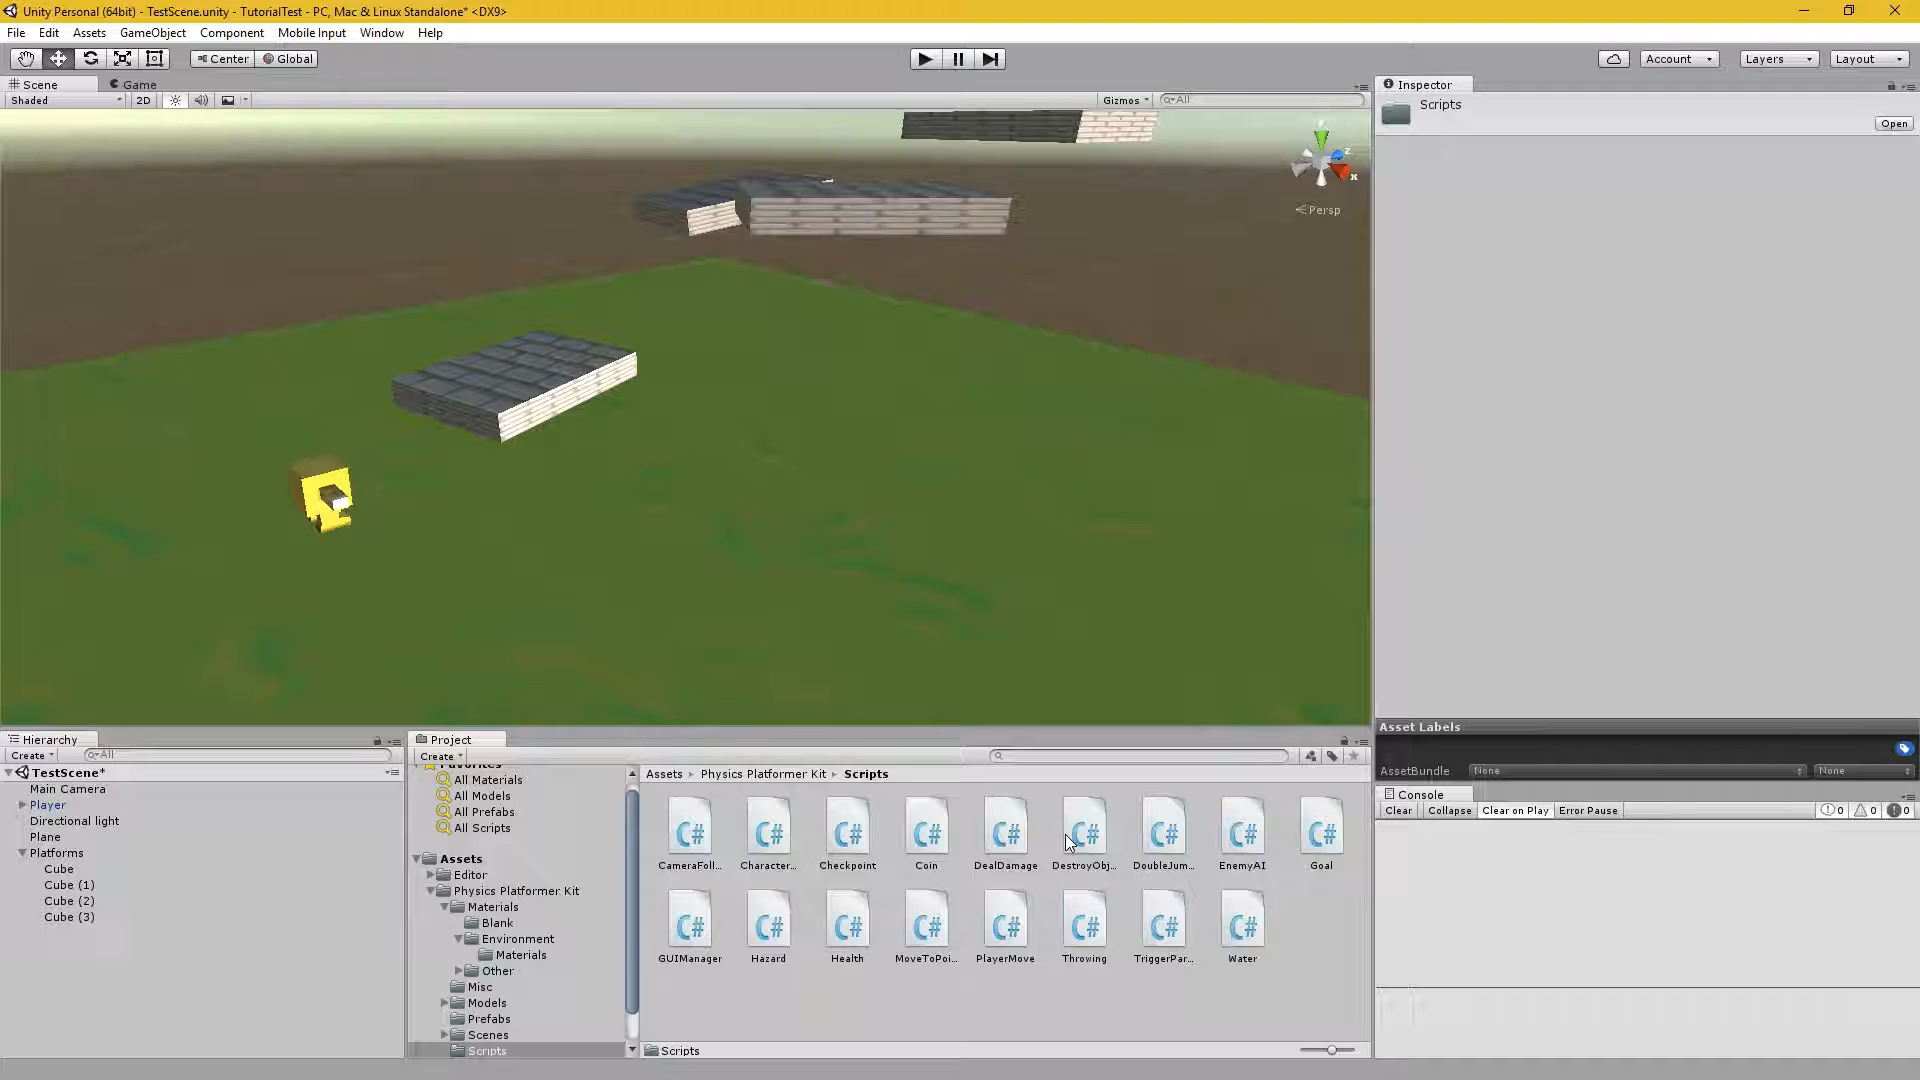 Unity Personal (64bit) - TestScene.unity - TutorialTest - PC, Mac & Linux Standalone* <DX9>
File Edit Assets GameObject Component Mobile Input Window Help
Center Global Account Layers Layout
Scene Game
Shaded 2D Gizmos All
z
x
Persp
Inspector
Scripts
Open
Asset Labels
AssetBundle None None
Console
Clear Collapse Clear on Play Error Pause 0 0 0
Hierarchy
Create All
TestScene*
Main Camera
Player
Directional light
Plane
Platforms
Cube
Cube (1)
Cube (2)
Cube (3)
Project
Create
Favorites
All Materials
All Models
All Prefabs
All Scripts
Assets
Editor
Physics Platformer Kit
Materials
Blank
Environment
Materials
Other
Misc
Models
Prefabs
Scenes
Scripts
Assets Physics Platformer Kit Scripts
C# C# C# C# C# C# C# C# C#
CameraFoll... Character... Checkpoint Coin DealDamage DestroyObj... DoubleJum... EnemyAI Goal
C# C# C# C# C# C# C# C#
GUIManager Hazard Health MoveToPoi... PlayerMove Throwing TriggerPar... Water
Scripts